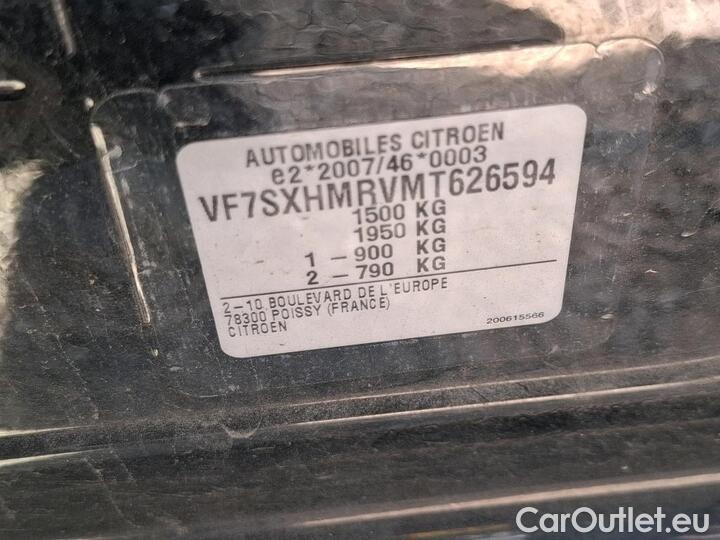 AUTOMOBILES CITROEN
e2*2007/46*0003
VF7SXHMRVMT626594
1500 KG
1950 KG
1 - 900 KG
2 - 790 KG
2-10 BOULEVARD DE L'EUROPE
78300 POISSY (FRANCE)
CITROEN
200615566
CarOutlet.eu